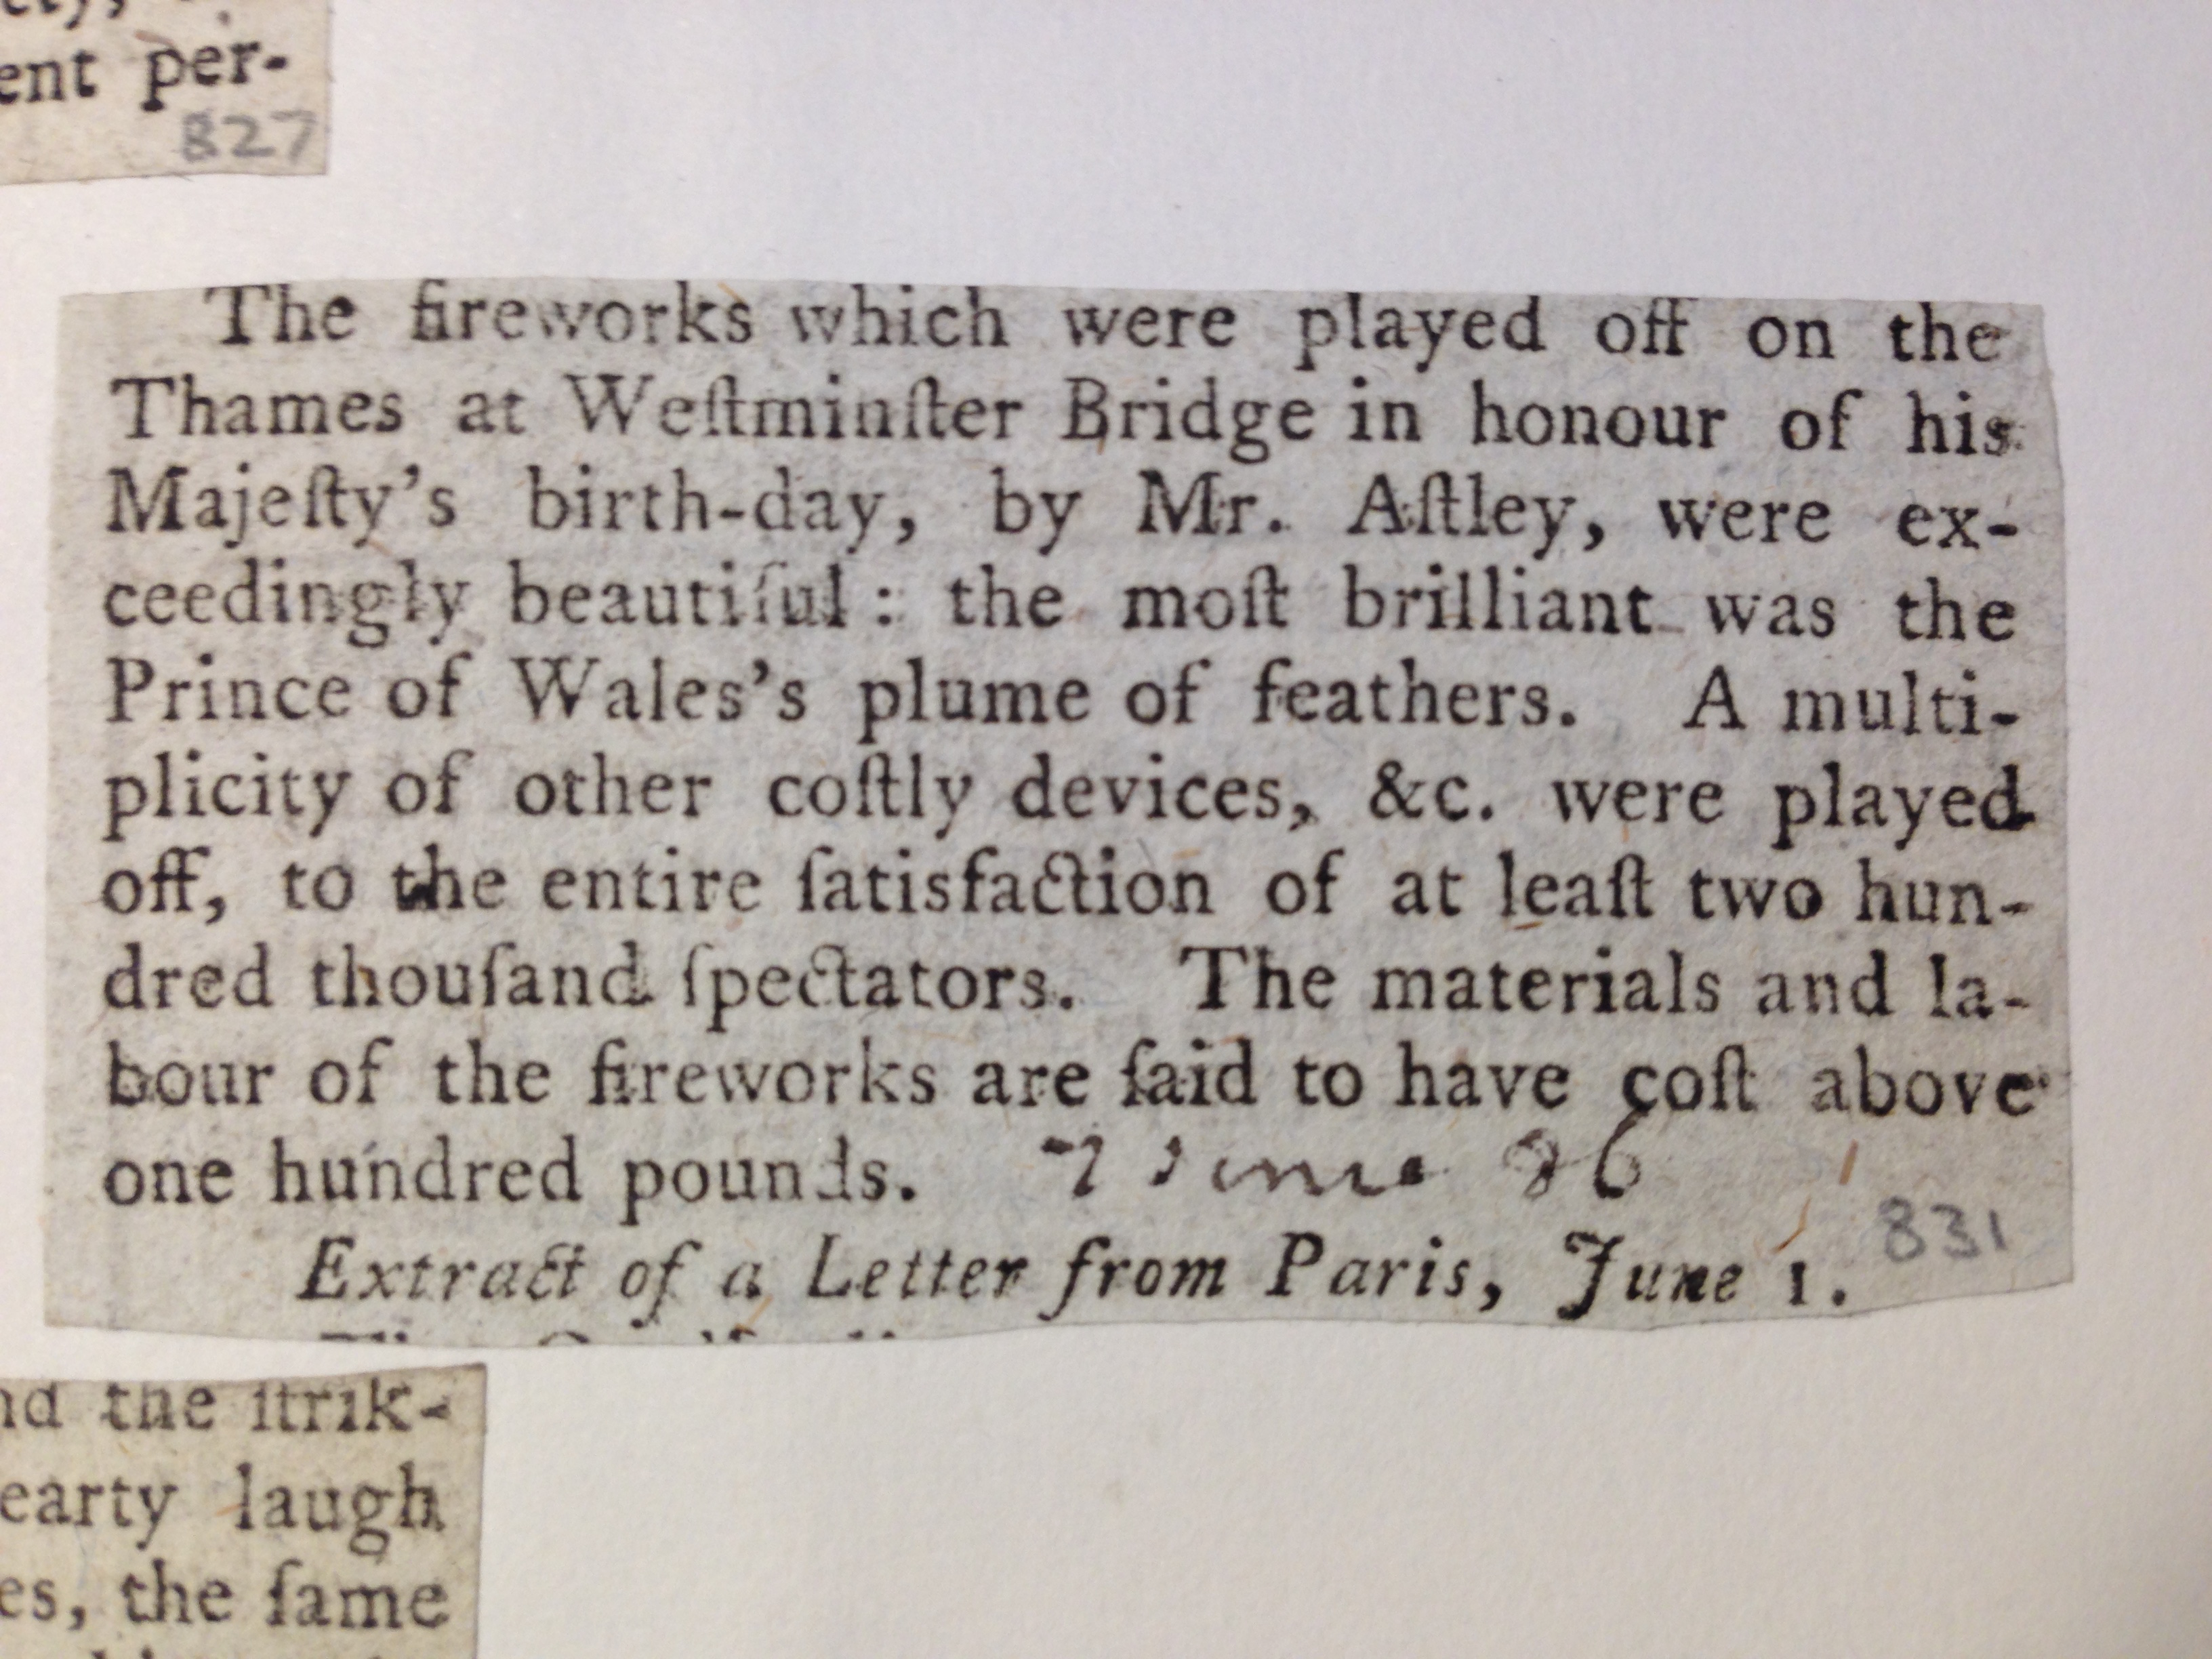 ent per-
827
The fireworks which were played off on the
Thames at Weſtminſter Bridge in honour of his
Majeſty's birth-day, by Mr. Aſtley, were ex-
ceedingly beautiful: the moſt brilliant was the
Prince of Wales's plume of feathers. A multi-
plicity of other coſtly devices, &c. were played
off, to the entire ſatisfaction of at leaſt two hun-
dred thouſand ſpectators. The materials and la-
bour of the fireworks are ſaid to have coſt above
one hundred pounds. 7 June 86
831
Extract of a Letter from Paris, June 1.
nd the ſtrik-
earty laugh
es, the ſame